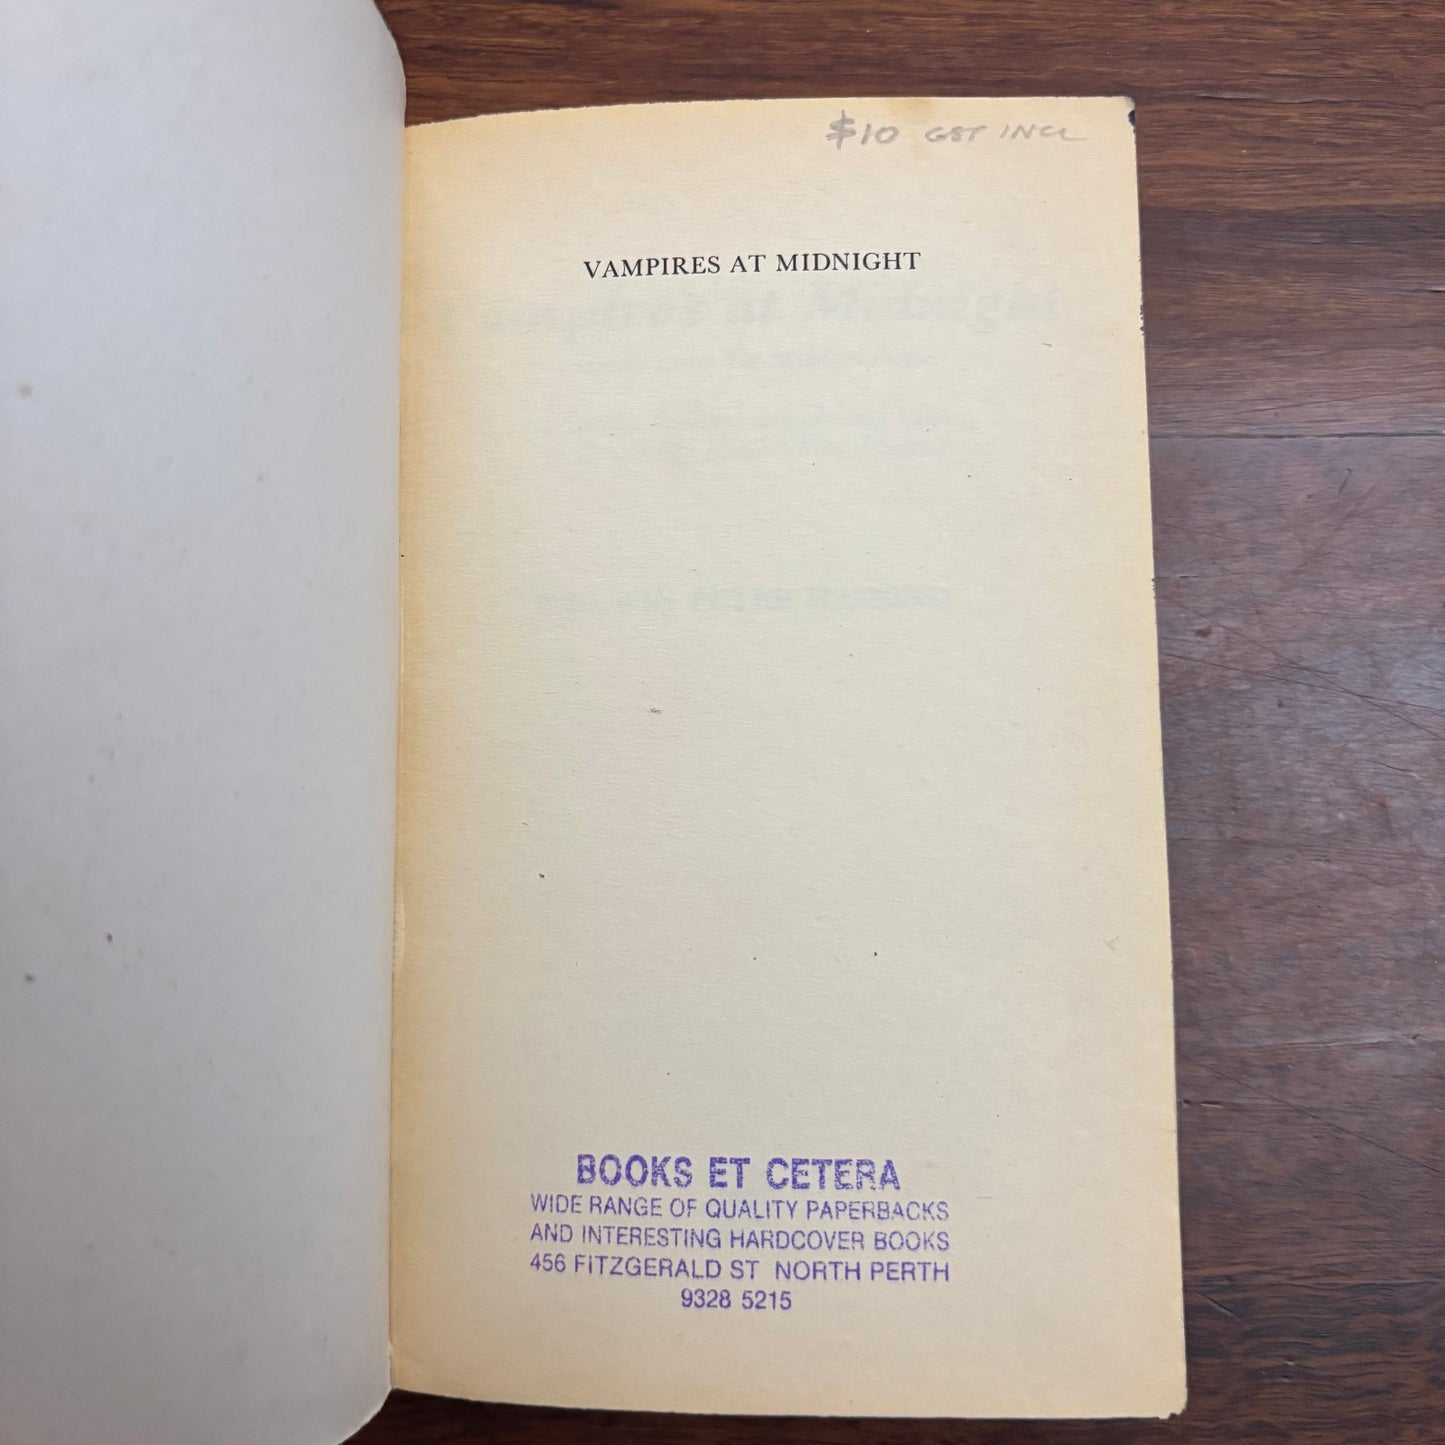 $10 GST INCL
VAMPIRES AT MIDNIGHT
BOOKS ET CETERA
WIDE RANGE OF QUALITY PAPERBACKS
AND INTERESTING HARDCOVER BOOKS
456 FITZGERALD ST NORTH PERTH
9328 5215